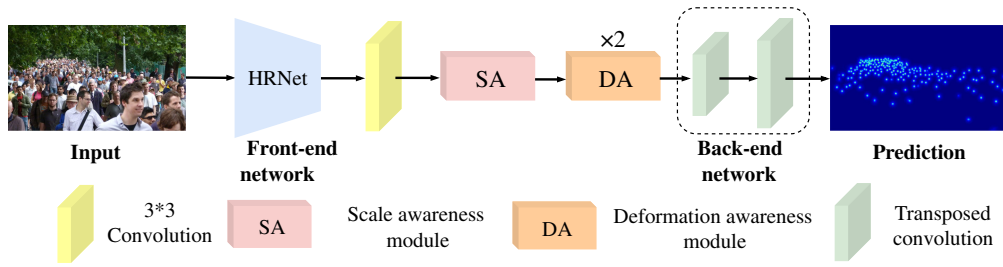 ×2
HRNet
SA
DA
Input
Front-end
network
Back-end
network
Prediction
3*3
Convolution
SA
Scale awareness
module
DA
Deformation awareness
module
Transposed
convolution